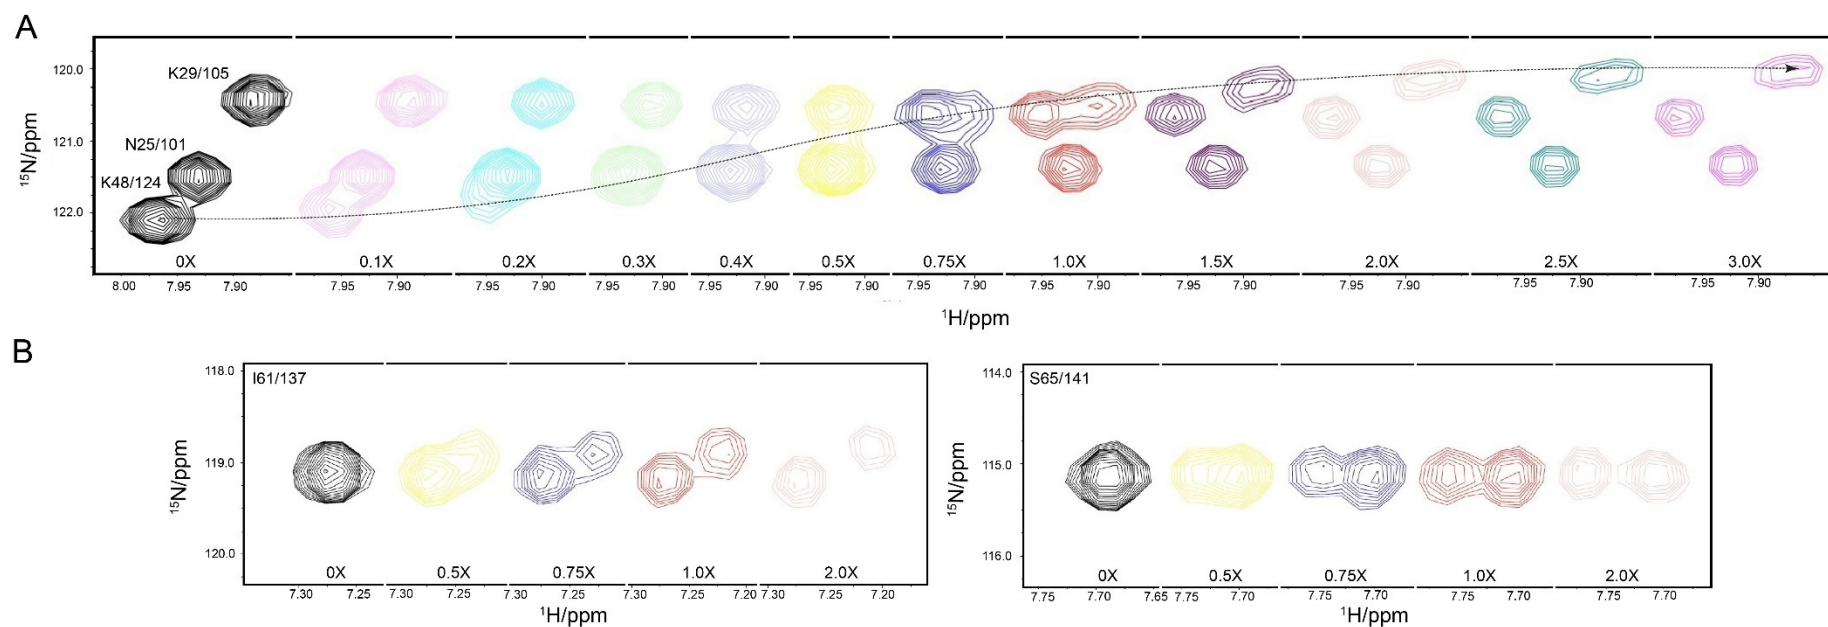 A
¹⁵N/ppm
120.0
121.0
122.0
K29/105
N25/101
K48/124
0X 0.1X 0.2X 0.3X 0.4X 0.5X 0.75X 1.0X 1.5X 2.0X 2.5X 3.0X
8.00 7.95 7.90 7.95 7.90 7.95 7.90 7.95 7.90 7.95 7.90 7.95 7.90 7.95 7.90 7.95 7.90 7.95 7.90 7.95 7.90 7.95 7.90 7.95 7.90
¹H/ppm
B
¹⁵N/ppm
118.0
119.0
120.0
I61/137
0X 0.5X 0.75X 1.0X 2.0X
7.30 7.25 7.30 7.25 7.30 7.25 7.30 7.25 7.20 7.30 7.25 7.20
¹H/ppm
¹⁵N/ppm
114.0
115.0
116.0
S65/141
0X 0.5X 0.75X 1.0X 2.0X
7.75 7.70 7.65 7.75 7.70 7.75 7.70 7.75 7.70 7.75 7.70
¹H/ppm